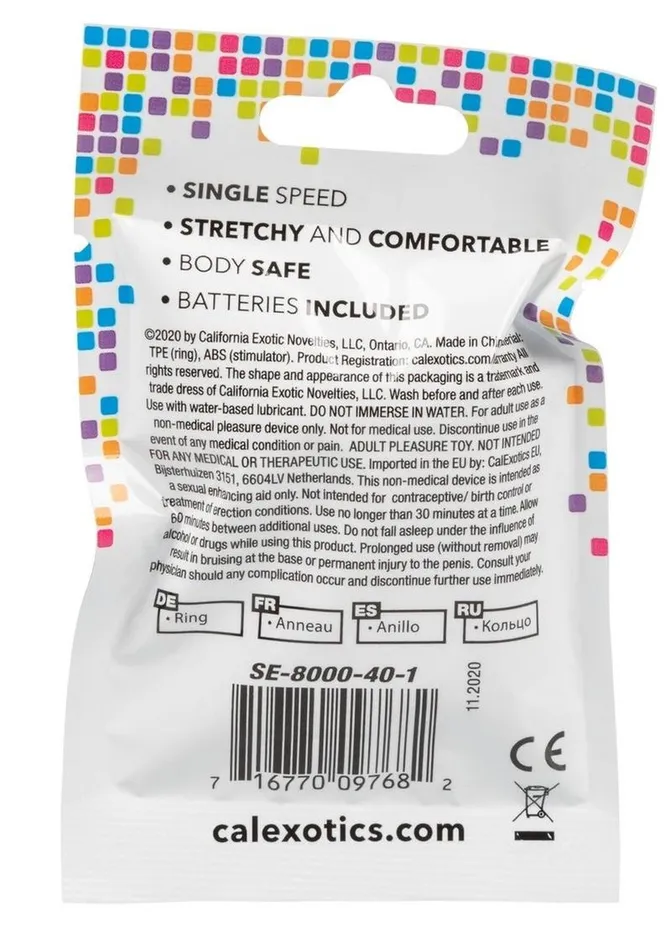 • SINGLE SPEED
• STRETCHY AND COMFORTABLE
• BODY SAFE
• BATTERIES INCLUDED
©2020 by California Exotic Novelties, LLC, Ontario, CA. Made in
TPE (ring), ABS (stimulator). Product Registration: calexotics.com/ All
rights reserved. The shape and appearance of this packaging is a trademark and
trade dress of California Exotic Novelties, LLC. Wash before and after each use.
Use with water-based lubricant. DO NOT IMMERSE IN WATER. For adult use as a
non-medical pleasure device only. Not for medical use. Discontinue use in the
event of any medical condition or pain. ADULT PLEASURE TOY. NOT INTENDED
FOR ANY MEDICAL OR THERAPEUTIC USE. Imported in the EU by: CalExotics EU,
Bijsterhuizen 3151, 6604LV Netherlands. This non-medical device is intended as
a sexual enhancing aid only. Not Intended for contraceptive/ birth control or
treatment of erection conditions. Use no longer than 30 minutes at a time. Allow
60 minutes between additional uses. Do not fall asleep under the influence of
alcohol or drugs while using this product. Prolonged use (without removal) may
result in bruising at the base or permanent injury to the penis. Consult your
physician should any complication occur and discontinue further use immediately.
DE
• Ring
FR
• Anneau
ES
• Anillo
RU
• Кольцо
SE-8000-40-1
11.2020
7 16770 09768 2
CE
calexotics.com